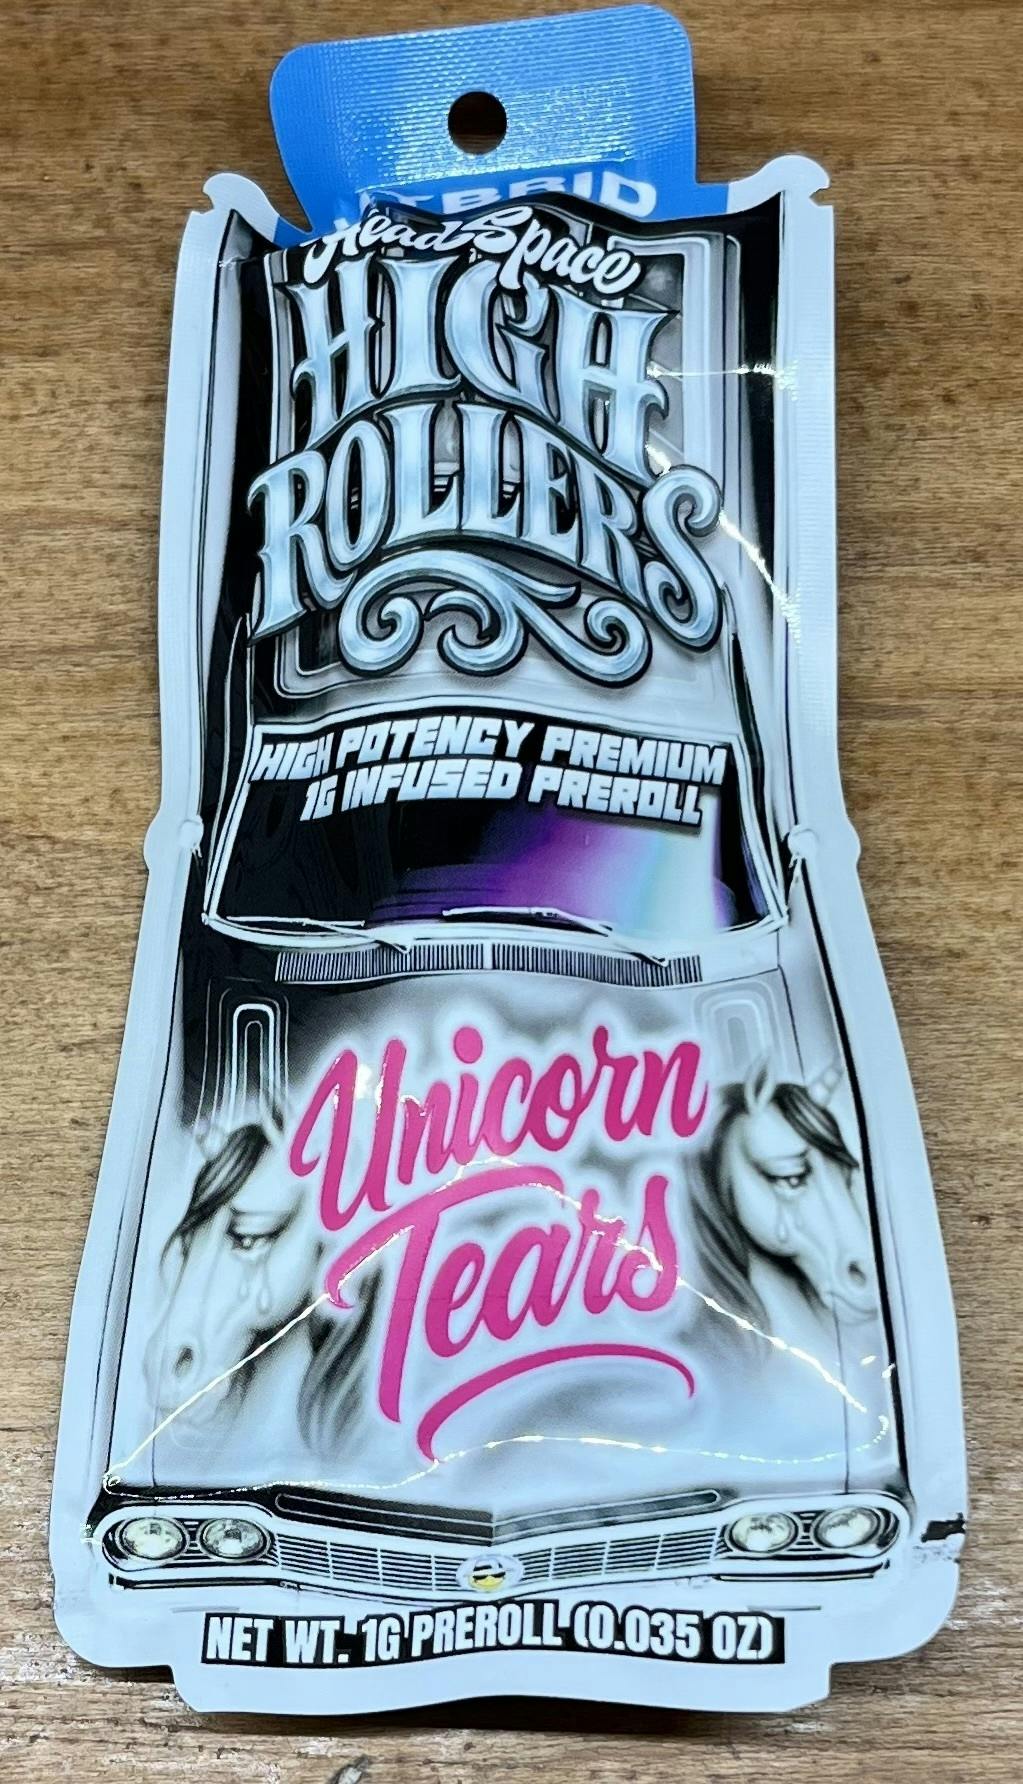 HYBRID
HeadSpace
HIGH
ROLLERS
HIGH POTENCY PREMIUM
1G INFUSED PREROLL
Unicorn
Tears
NET WT. 1G PREROLL (0.035 OZ)